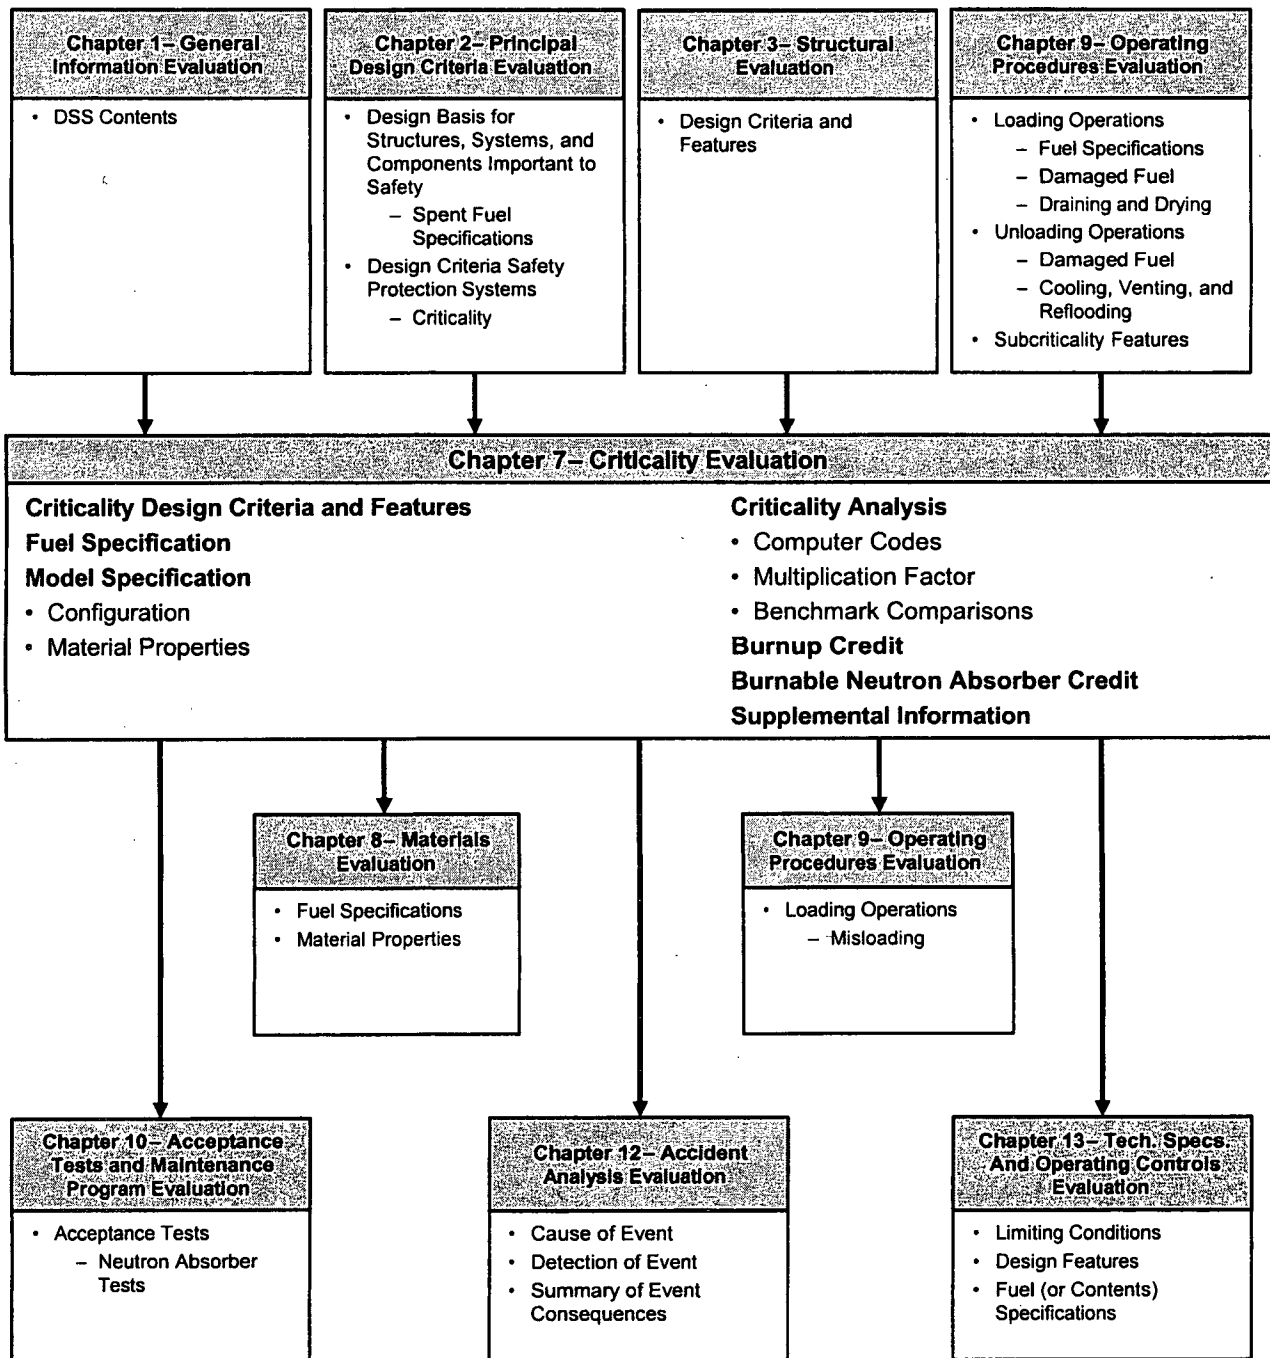 Chapter 1– General
Information Evaluation
• DSS Contents
Chapter 2– Principal
Design Criteria Evaluation
• Design Basis for
Structures, Systems, and
Components Important to
Safety
– Spent Fuel
Specifications
• Design Criteria Safety
Protection Systems
– Criticality
Chapter 3– Structural
Evaluation
• Design Criteria and
Features
Chapter 9– Operating
Procedures Evaluation
• Loading Operations
– Fuel Specifications
– Damaged Fuel
– Draining and Drying
• Unloading Operations
– Damaged Fuel
– Cooling, Venting, and
Reflooding
• Subcriticality Features
Chapter 7– Criticality Evaluation
Criticality Design Criteria and Features
Fuel Specification
Model Specification
• Configuration
• Material Properties
Criticality Analysis
• Computer Codes
• Multiplication Factor
• Benchmark Comparisons
Burnup Credit
Burnable Neutron Absorber Credit
Supplemental Information
Chapter 8– Materials
Evaluation
• Fuel Specifications
• Material Properties
Chapter 9– Operating
Procedures Evaluation
• Loading Operations
– Misloading
Chapter 10– Acceptance
Tests and Maintenance
Program Evaluation
• Acceptance Tests
– Neutron Absorber
Tests
Chapter 12– Accident
Analysis Evaluation
• Cause of Event
• Detection of Event
• Summary of Event
Consequences
Chapter 13– Tech. Specs.
And Operating Controls
Evaluation
• Limiting Conditions
• Design Features
• Fuel (or Contents)
Specifications